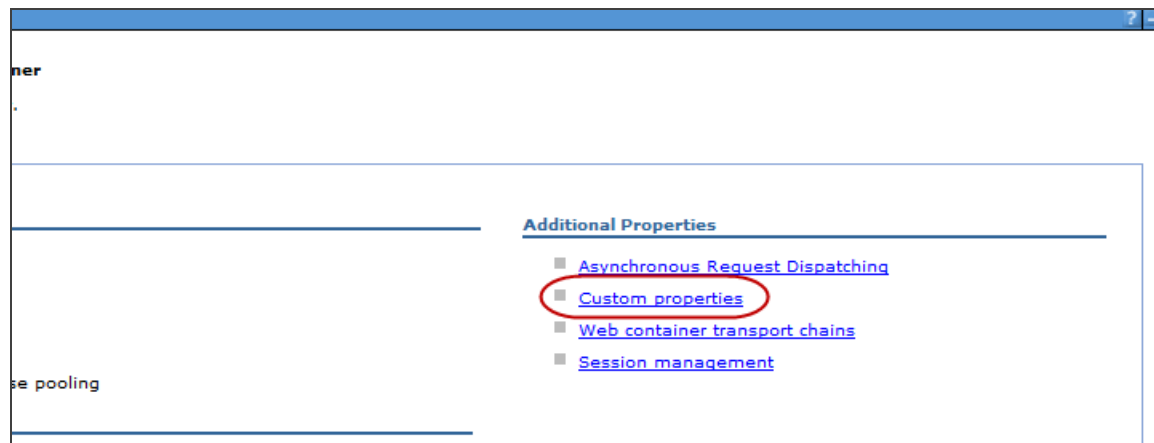 ?
ner
.
Additional Properties
Asynchronous Request Dispatching
Custom properties
Web container transport chains
Session management
se pooling